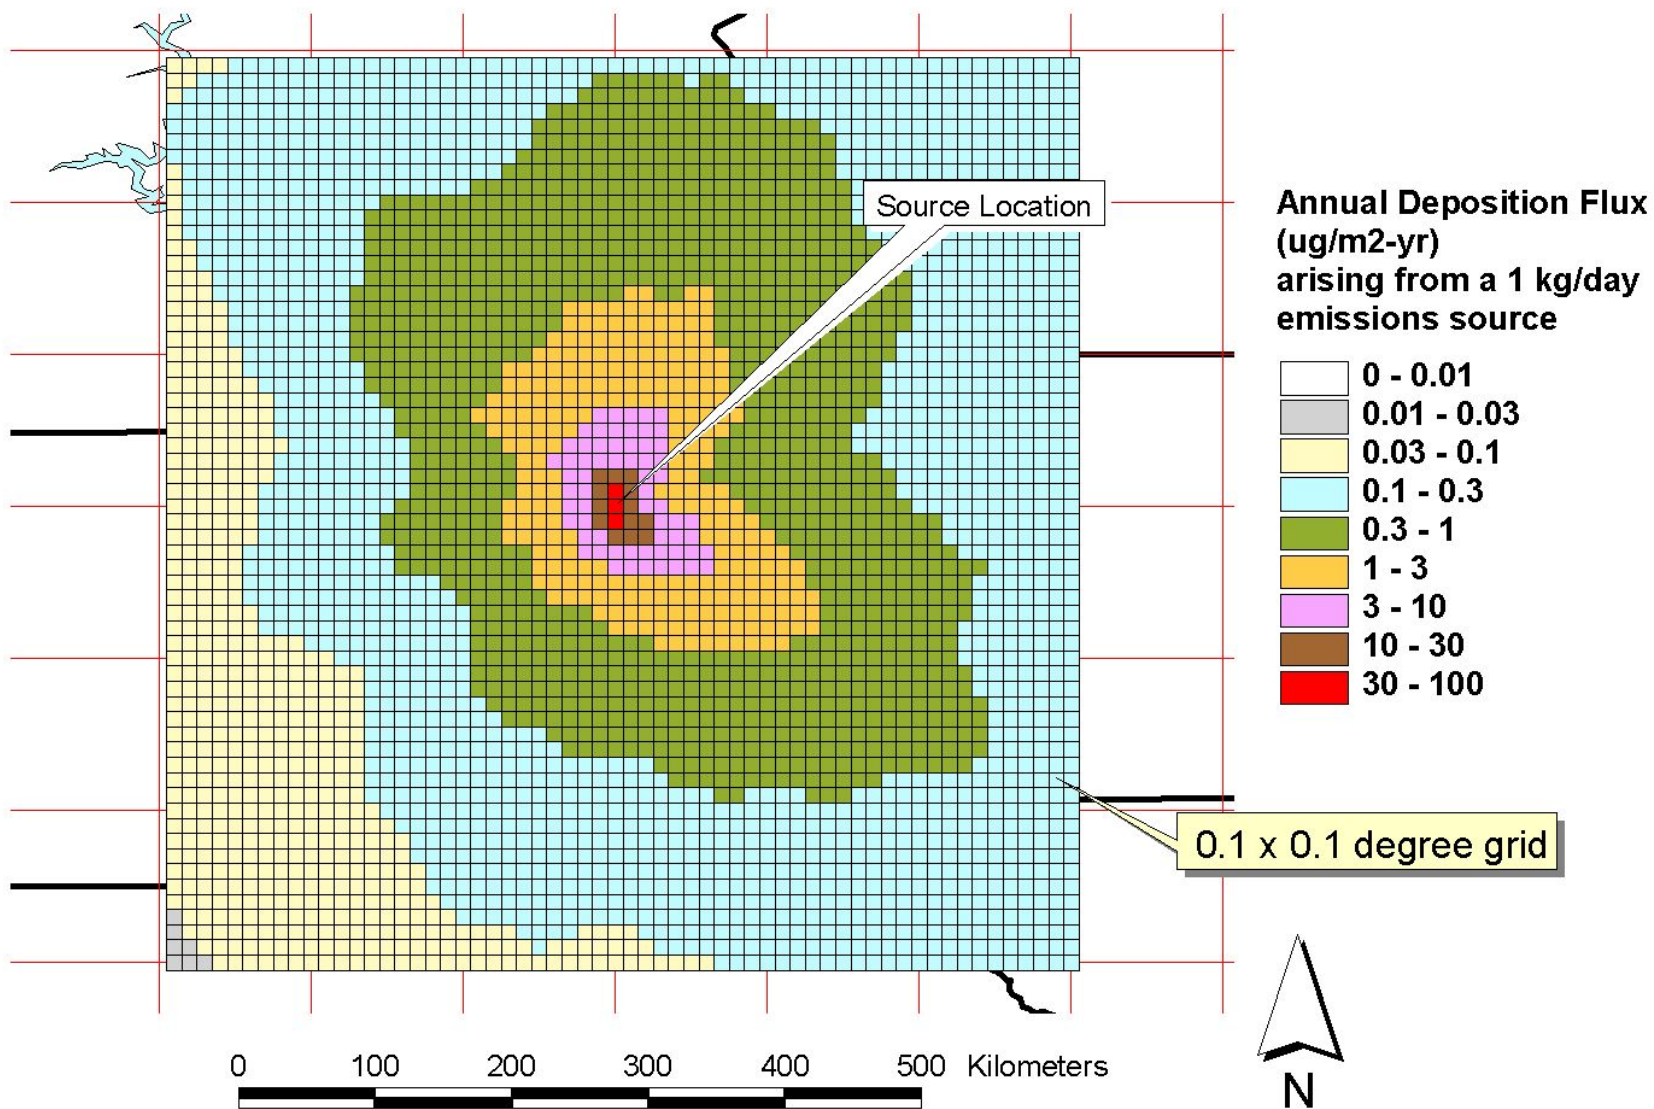 Source Location
Annual Deposition Flux
(ug/m2-yr)
arising from a 1 kg/day
emissions source
0 - 0.01
0.01 - 0.03
0.03 - 0.1
0.1 - 0.3
0.3 - 1
1 - 3
3 - 10
10 - 30
30 - 100
0.1 x 0.1 degree grid
0 100 200 300 400 500 Kilometers
N